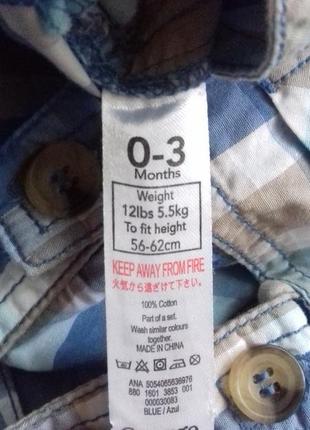 0-3
Months
Weight
12lbs 5.5kg
To fit height
56-62cm
KEEP AWAY FROM FIRE
火気から遠ざけて下さい。
100% Cotton
Part of a set.
Wash similar colours
together.
MADE IN CHINA
ANA 5054065636976
880 1601 3853 001
000030083
BLUE / Azul